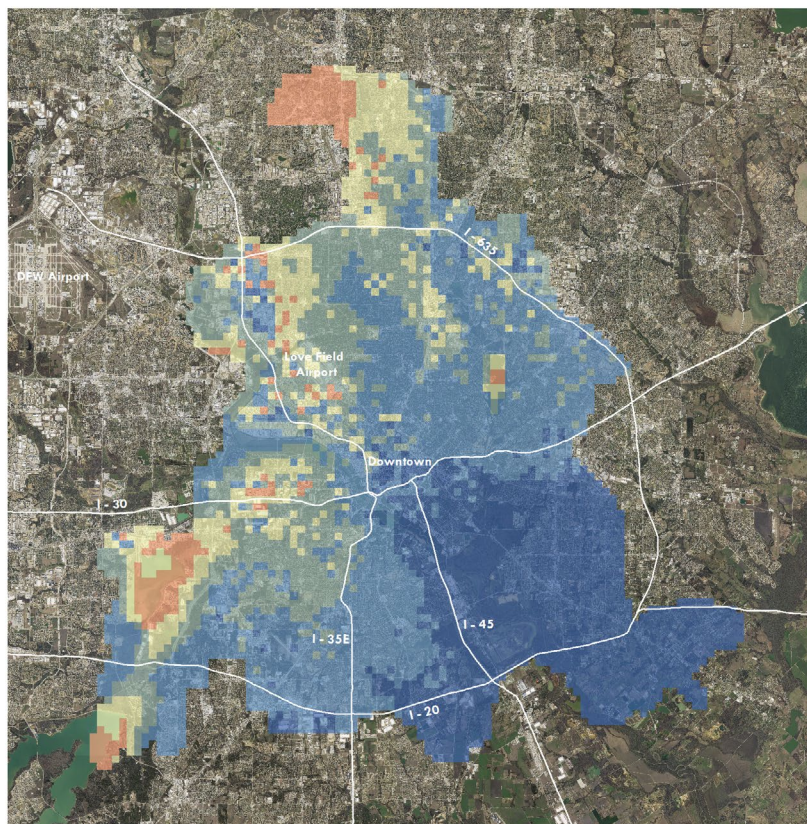 I - 635
DFW Airport
Love Field
Airport
Downtown
I - 30
I - 45
I - 35E
I - 20